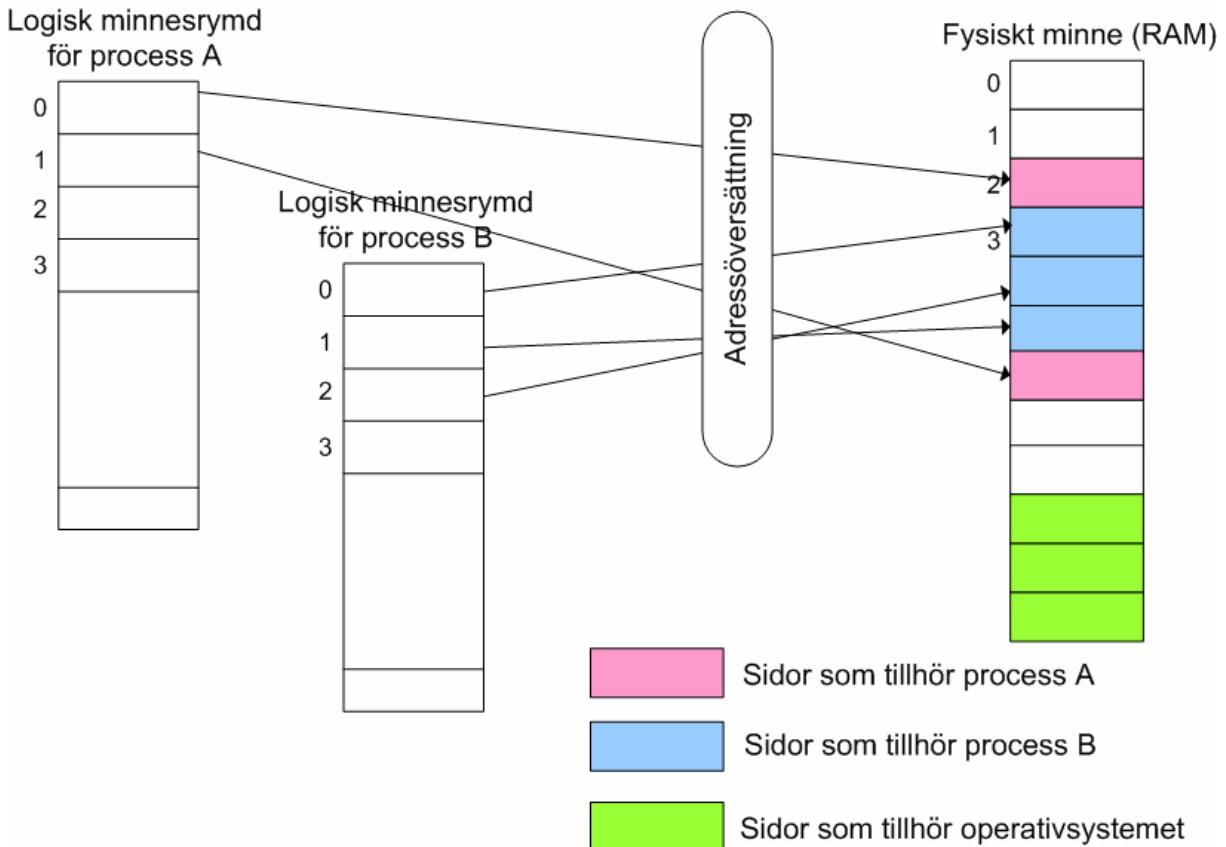 Logisk minnesrymd
för process A
0
1
2
3
Logisk minnesrymd
för process B
0
1
2
3
Adressöversättning
Fysiskt minne (RAM)
0
1
2
3
Sidor som tillhör process A
Sidor som tillhör process B
Sidor som tillhör operativsystemet